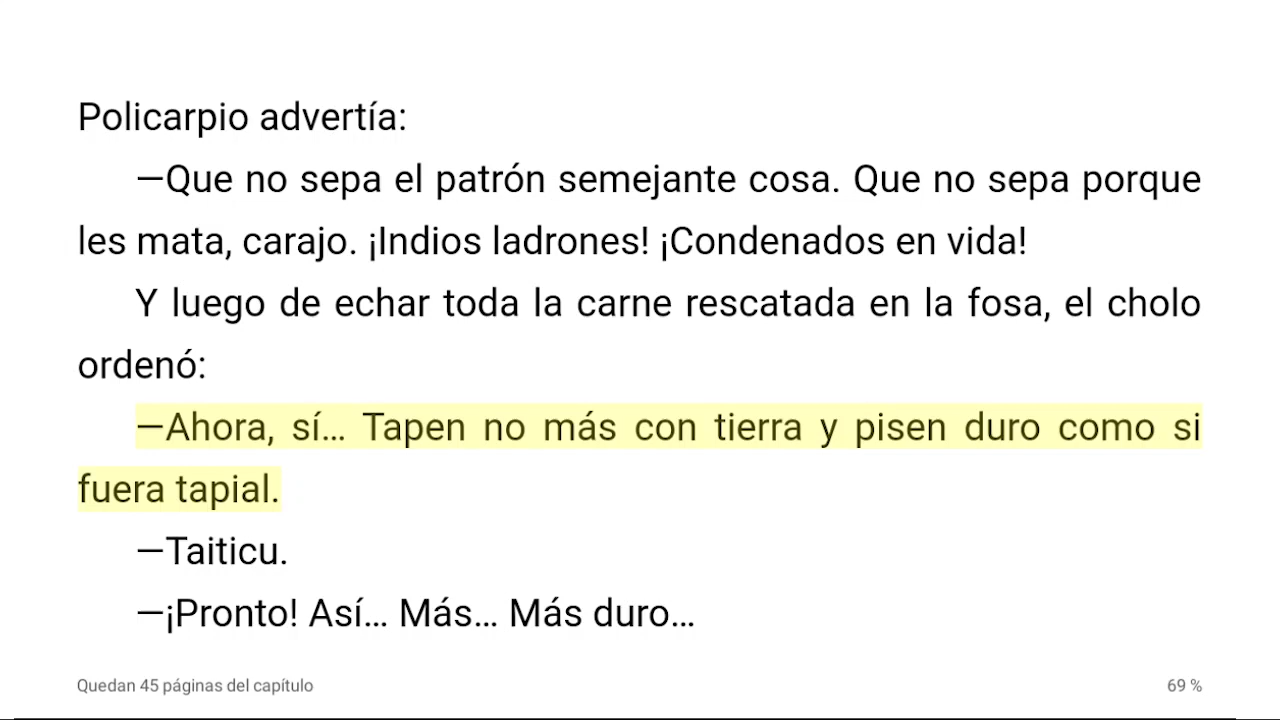 Policarpio advertía:
—Que no sepa el patrón semejante cosa. Que no sepa porque
les mata, carajo. ¡Indios ladrones! ¡Condenados en vida!
Y luego de echar toda la carne rescatada en la fosa, el cholo
ordenó:
—Ahora, sí... Tapen no más con tierra y pisen duro como si
fuera tapial.
—Taiticu.
—¡Pronto! Así... Más... Más duro...
Quedan 45 páginas del capítulo
69 %